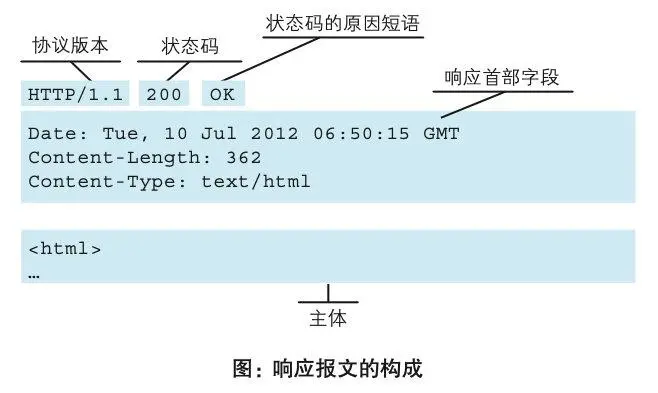 状态码的原因短语
协议版本 状态码
响应首部字段
HTTP/1.1 200 OK
Date: Tue, 10 Jul 2012 06:50:15 GMT
Content-Length: 362
Content-Type: text/html
<html>
…
主体
图：响应报文的构成